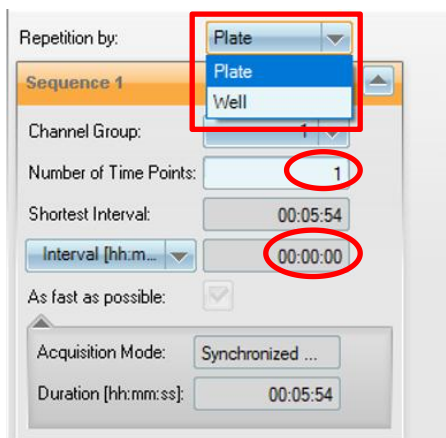 Repetition by: Plate
Plate
Sequence 1
Well
Channel Group: 1
Number of Time Points: 1
Shortest Interval: 00:05:54
Interval [hh:m... 00:00:00
As fast as possible:
Acquisition Mode: Synchronized ...
Duration [hh:mm:ss]: 00:05:54